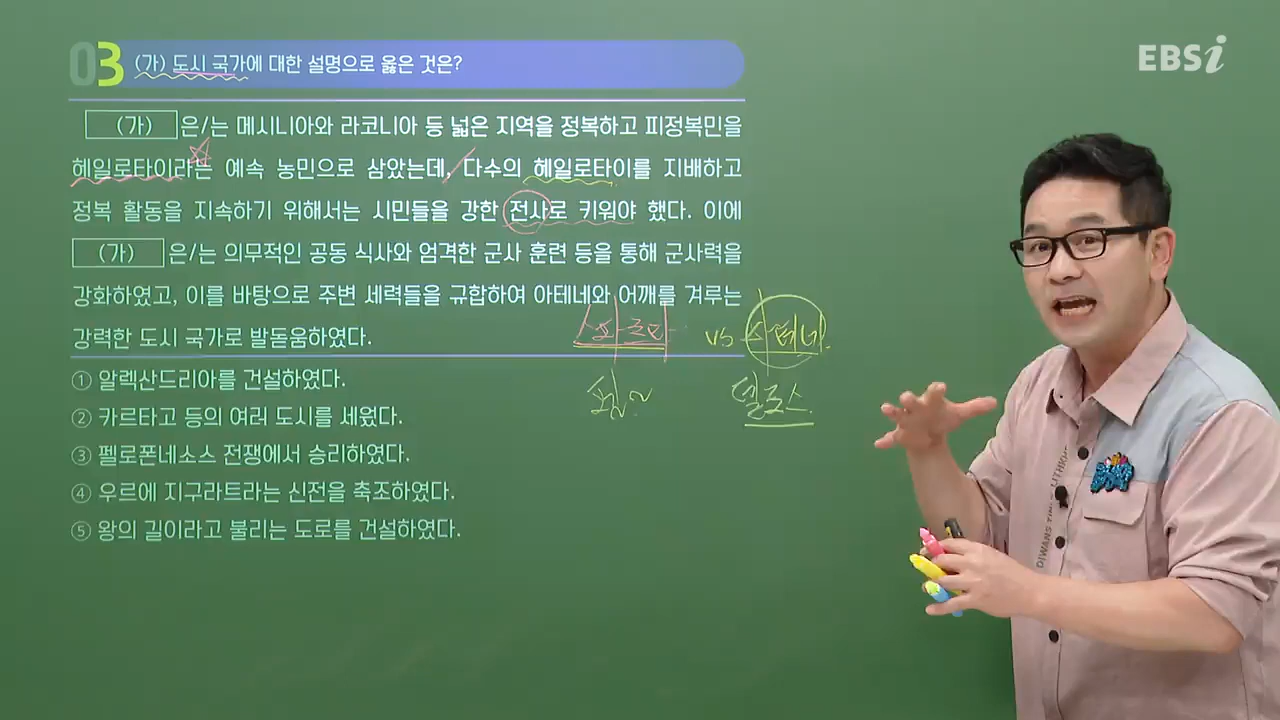 03 (가) 도시 국가에 대한 설명으로 옳은 것은?
EBSi
(가) 은/는 메시니아와 라코니아 등 넓은 지역을 정복하고 피정복민을
헤일로타이라는 예속 농민으로 삼았는데, 다수의 헤일로타이를 지배하고
정복 활동을 지속하기 위해서는 시민들을 강한 전사로 키워야 했다. 이에
(가) 은/는 의무적인 공동 식사와 엄격한 군사 훈련 등을 통해 군사력을
강화하였고, 이를 바탕으로 주변 세력들을 규합하여 아테네와 어깨를 겨루는
강력한 도시 국가로 발돋움하였다.
스파르타 vs 아테네
펠~ 델로스
① 알렉산드리아를 건설하였다.
② 카르타고 등의 여러 도시를 세웠다.
③ 펠로폰네소스 전쟁에서 승리하였다.
④ 우르에 지구라트라는 신전을 축조하였다.
⑤ 왕의 길이라고 불리는 도로를 건설하였다.